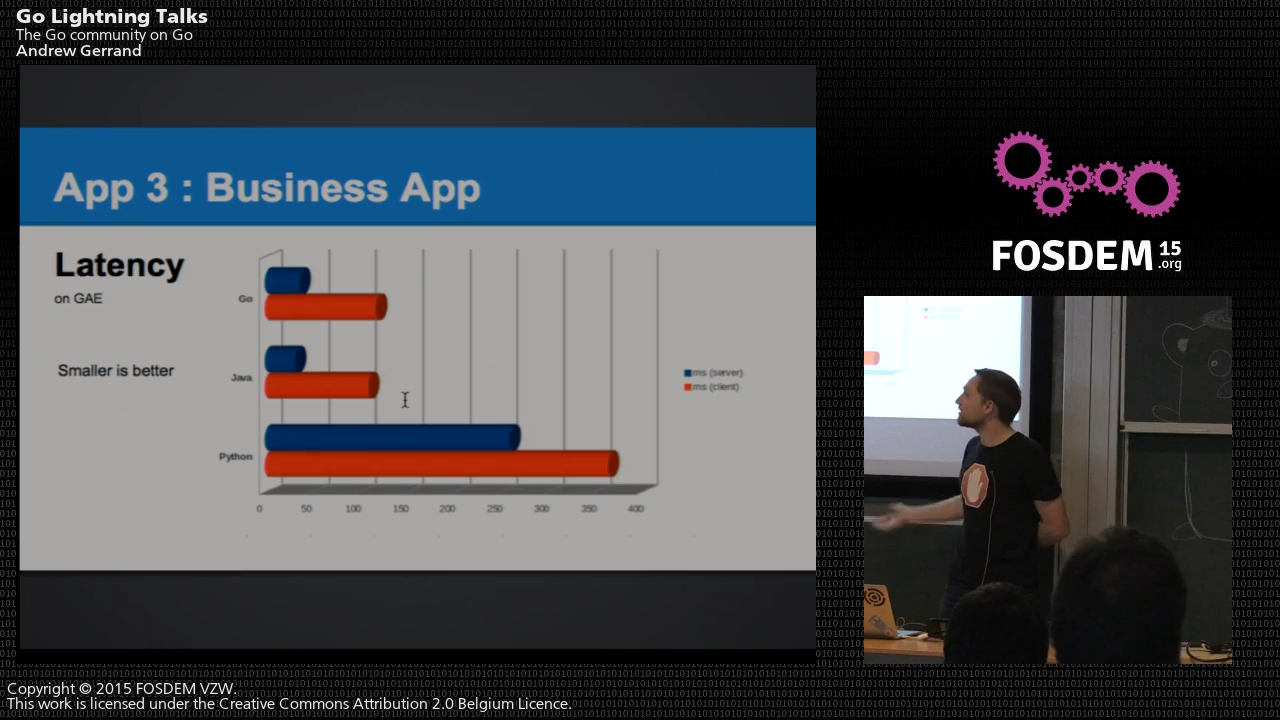 Go Lightning Talks
The Go community on Go
Andrew Gerrand
App 3 : Business App
Latency
on GAE
Smaller is better
Go
Java
Python
0 50 100 150 200 250 300 350 400
ms (server)
ms (client)
FOSDEM 15 .org
Copyright © 2015 FOSDEM VZW.
This work is licensed under the Creative Commons Attribution 2.0 Belgium Licence.